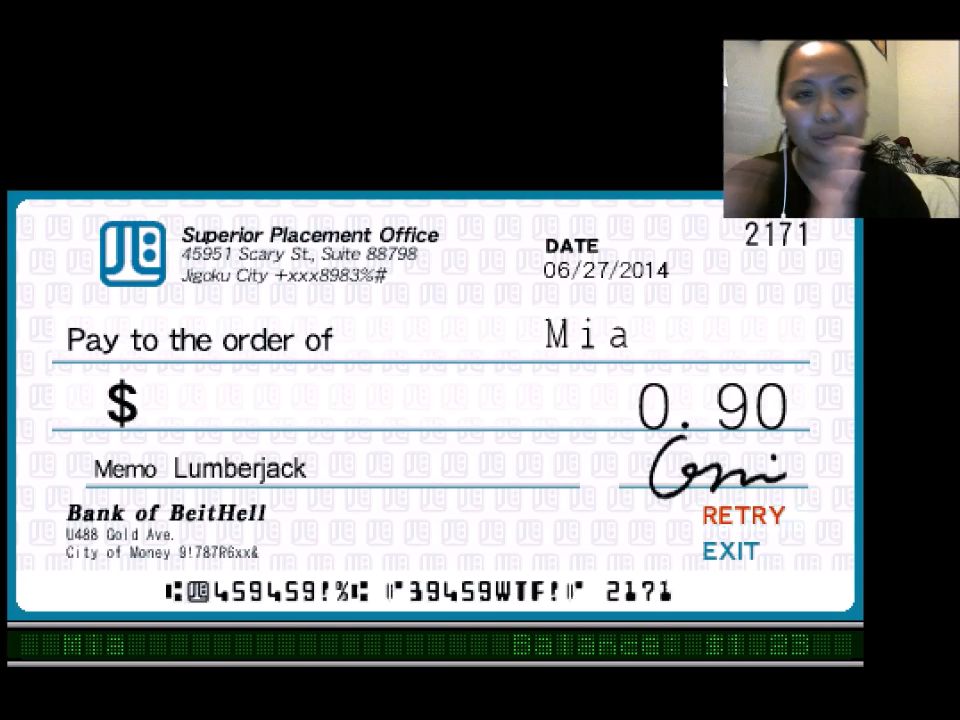 2171
Superior Placement Office
45951 Scary St., Suite 88798
Jigoku City +xxx8983%#
DATE
06/27/2014
Pay to the order of Mia
$ 0.90
Memo Lumberjack
Bank of BeitHell
U488 Gold Ave.
City of Money 9!787R6xx&
RETRY
EXIT
459459!% 39459WTF! 2171
Mia Balance: $1.23